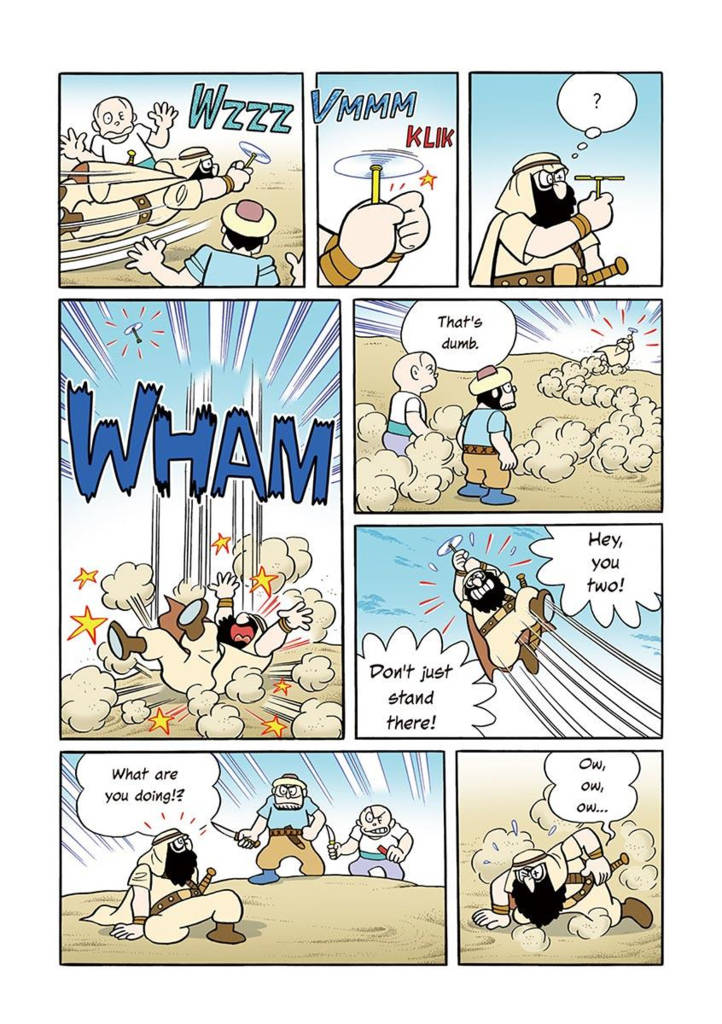 ?
VMMM
KLIK
WZZZ
That's
dumb.
Hey,
you
two!
Don't just
stand
there!
WHAM
Ow,
ow,
ow...
What are
you doing!?